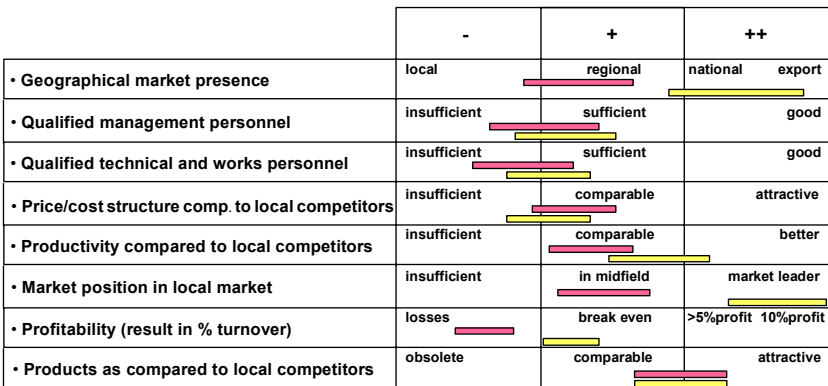 - + ++
• Geographical market presence local regional national export
• Qualified management personnel insufficient sufficient good
• Qualified technical and works personnel insufficient sufficient good
• Price/cost structure comp. to local competitors insufficient comparable attractive
• Productivity compared to local competitors insufficient comparable better
• Market position in local market insufficient in midfield market leader
• Profitability (result in % turnover) losses break even >5%profit 10%profit
• Products as compared to local competitors obsolete comparable attractive